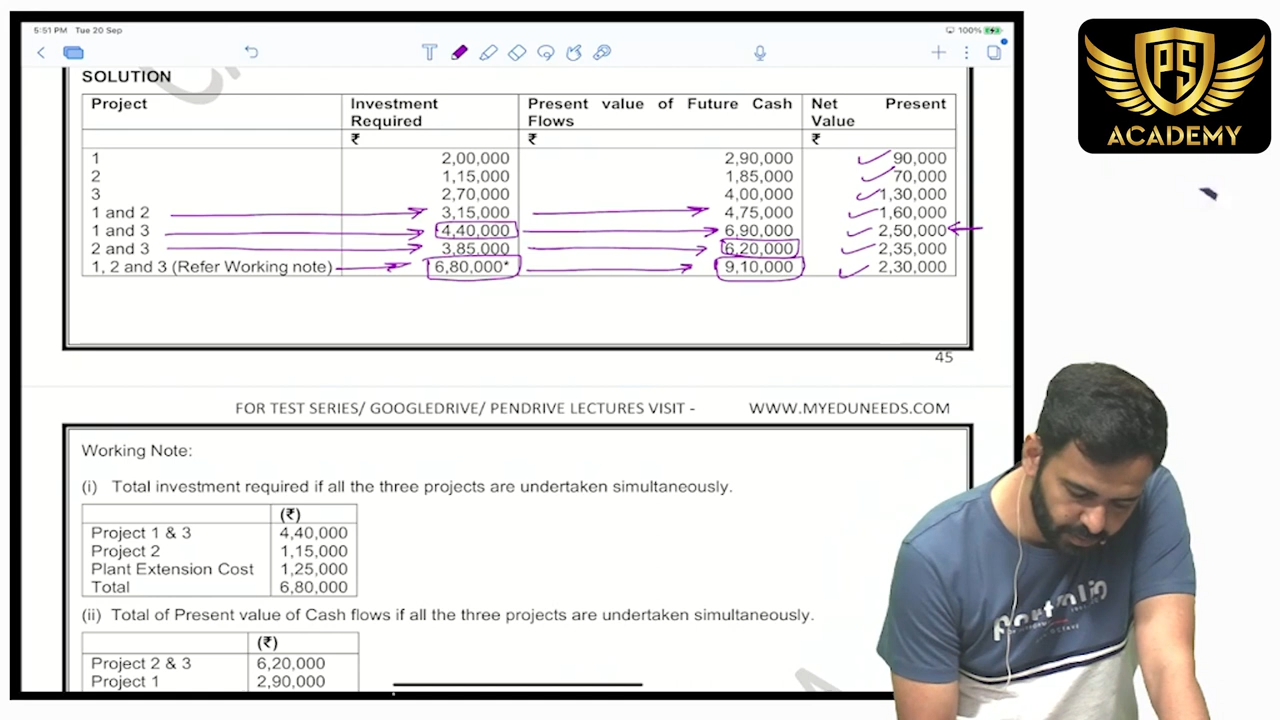 5:51 PM Tue 20 Sep
100%
SOLUTION
Project Investment Required Present value of Future Cash Flows Net Present Value
₹ ₹ ₹
1 2,00,000 2,90,000 90,000
2 1,15,000 1,85,000 70,000
3 2,70,000 4,00,000 1,30,000
1 and 2 3,15,000 4,75,000 1,60,000
1 and 3 4,40,000 6,90,000 2,50,000
2 and 3 3,85,000 6,20,000 2,35,000
1, 2 and 3 (Refer Working note) 6,80,000* 9,10,000 2,30,000
45
FOR TEST SERIES/ GOOGLEDRIVE/ PENDRIVE LECTURES VISIT - WWW.MYEDUNEEDS.COM
Working Note:
(i) Total investment required if all the three projects are undertaken simultaneously.
(₹)
Project 1 & 3 4,40,000
Project 2 1,15,000
Plant Extension Cost 1,25,000
Total 6,80,000
(ii) Total of Present value of Cash flows if all the three projects are undertaken simultaneously.
(₹)
Project 2 & 3 6,20,000
Project 1 2,90,000
PS
ACADEMY